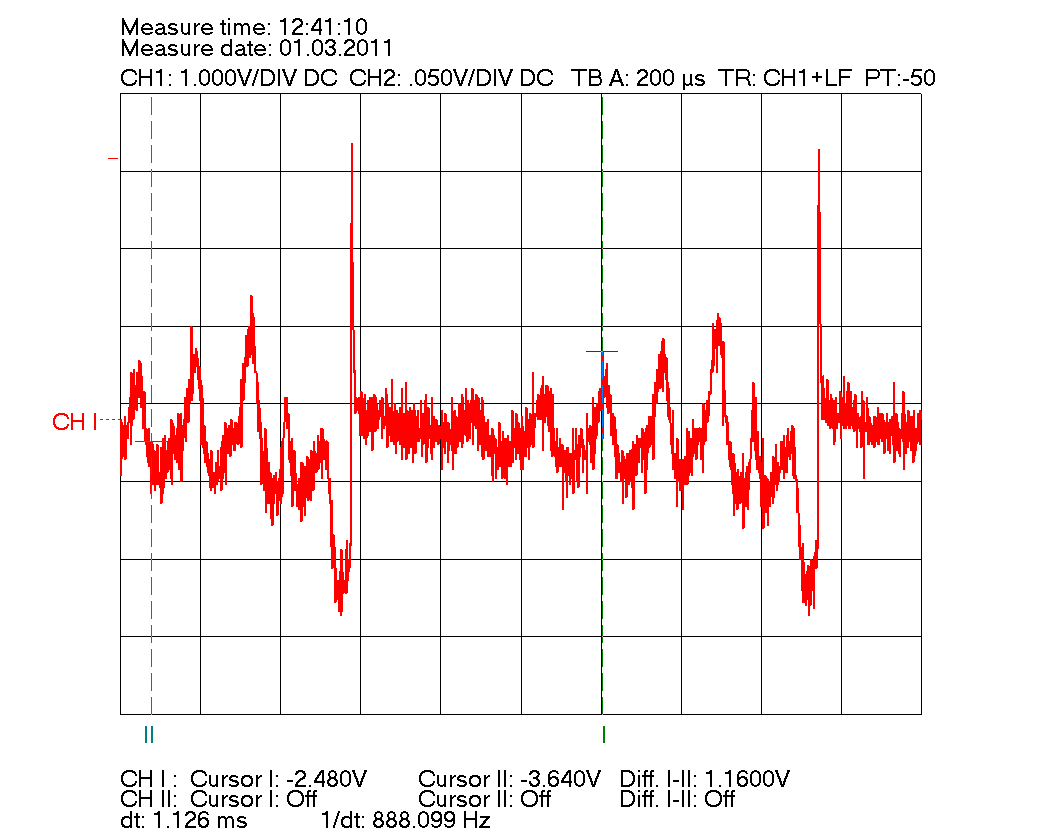 Measure time: 12:41:10
Measure date: 01.03.2011
CH1: 1.000V/DIV DC CH2: .050V/DIV DC TB A: 200 µs TR: CH1+LF PT:-50
CH I
II I
CH I : Cursor I: -2.480V Cursor II: -3.640V Diff. I-II: 1.1600V
CH II: Cursor I: Off Cursor II: Off Diff. I-II: Off
dt: 1.126 ms 1/dt: 888.099 Hz